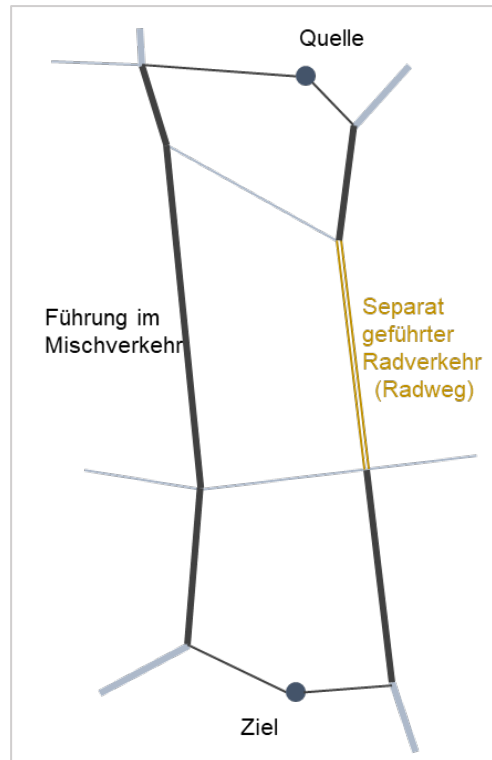 Quelle
Führung im
Mischverkehr
Separat
geführter
Radverkehr
(Radweg)
Ziel